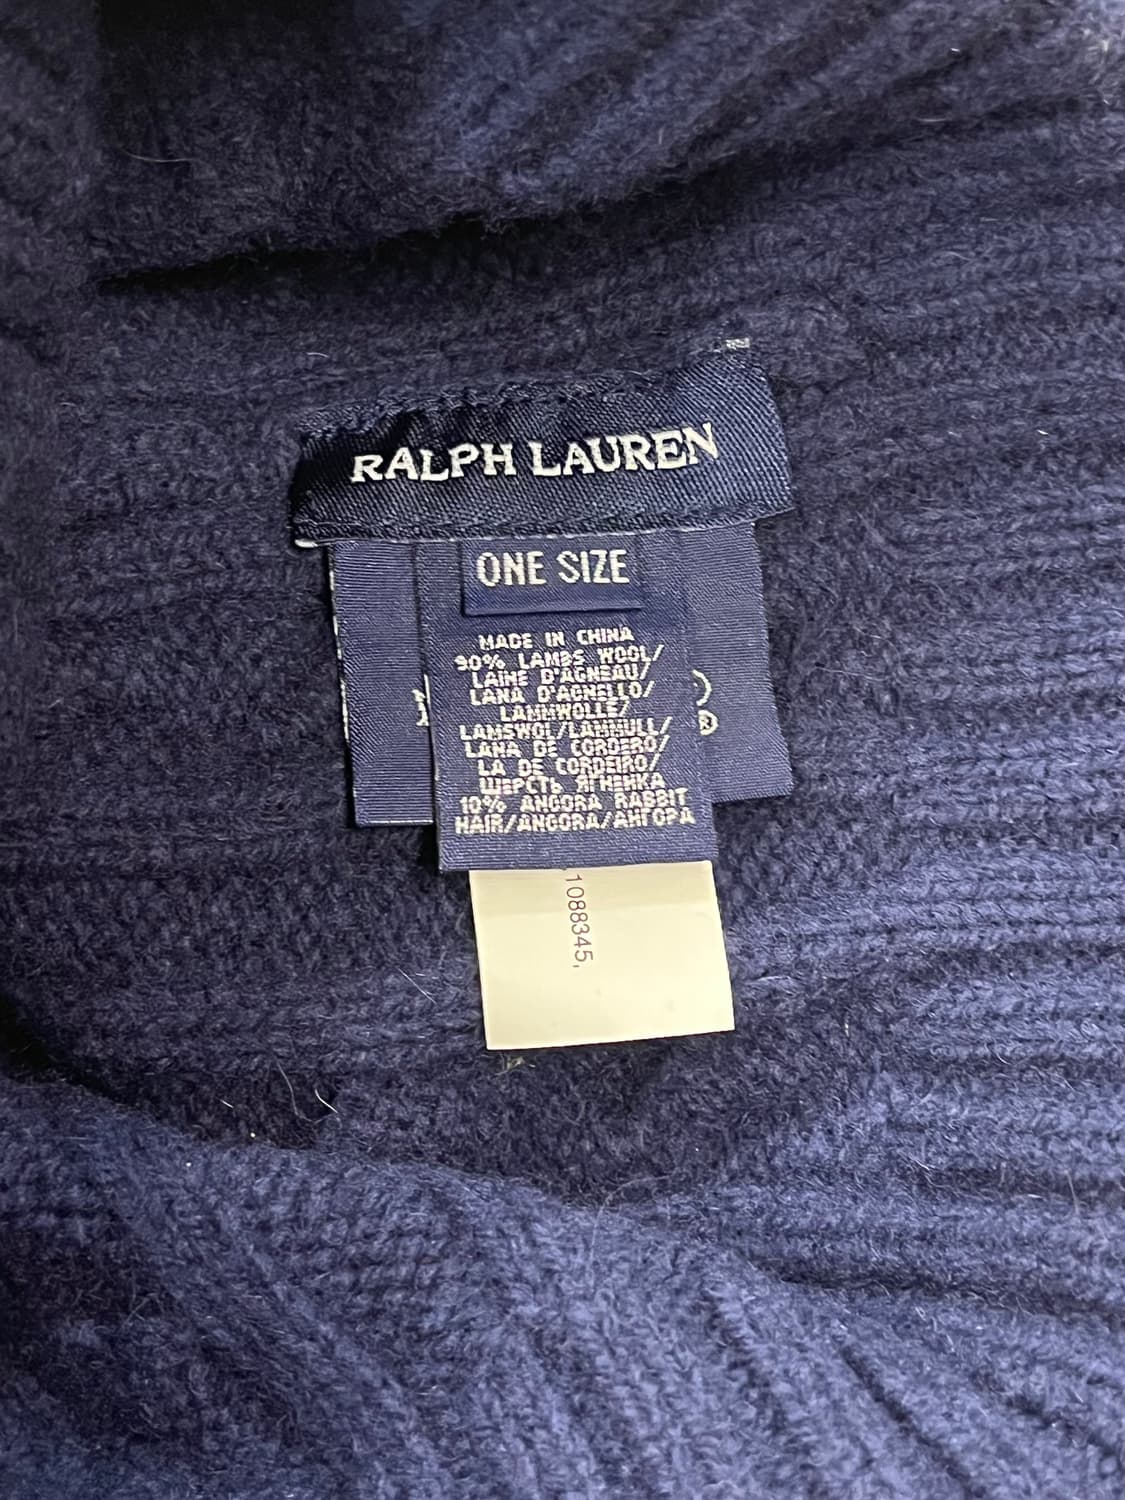 RALPH LAUREN
ONE SIZE
MADE IN CHINA
90% LAMBS WOOL/
LAINE D'AGNEAU/
LANA D'AGNELLO/
LAMMWOLLE/
LAMSWOL/LAMMULL/
LANA DE CORDERO/
LA DE CORDEIRO/
ШЕРСТЬ ЯГНЕНКА
10% ANGORA RABBIT
HAIR/ANGORA/АНГОРА
1088345,